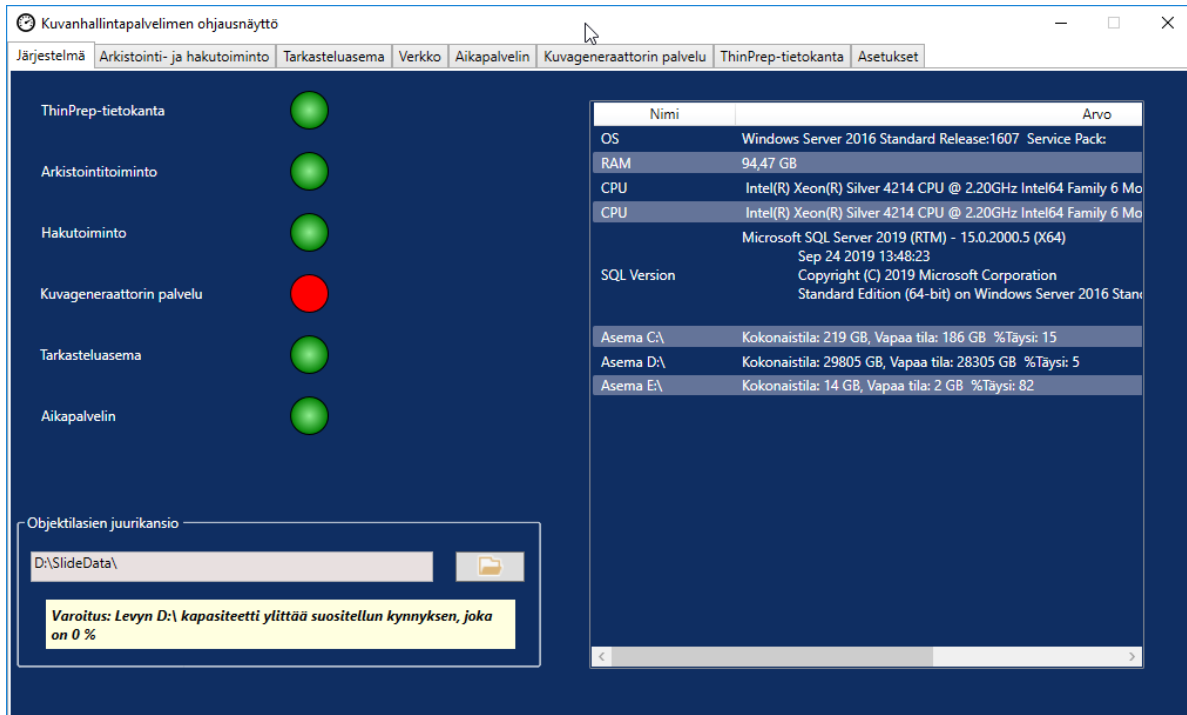 Kuvanhallintapalvelimen ohjausnäyttö
Järjestelmä Arkistointi- ja hakutoiminto Tarkasteluasema Verkko Aikapalvelin Kuvageneraattorin palvelu ThinPrep-tietokanta Asetukset
ThinPrep-tietokanta
Arkistointitoiminto
Hakutoiminto
Kuvageneraattorin palvelu
Tarkasteluasema
Aikapalvelin
Objektilasien juurikansio
D:\SlideData\
Varoitus: Levyn D:\ kapasiteetti ylittää suositellun kynnyksen, joka
on 0 %
Nimi Arvo
OS Windows Server 2016 Standard Release:1607 Service Pack:
RAM 94,47 GB
CPU Intel(R) Xeon(R) Silver 4214 CPU @ 2.20GHz Intel64 Family 6 Mo
CPU Intel(R) Xeon(R) Silver 4214 CPU @ 2.20GHz Intel64 Family 6 Mo
Microsoft SQL Server 2019 (RTM) - 15.0.2000.5 (X64)
Sep 24 2019 13:48:23
SQL Version Copyright (C) 2019 Microsoft Corporation
Standard Edition (64-bit) on Windows Server 2016 Stan
Asema C:\ Kokonaistila: 219 GB, Vapaa tila: 186 GB %Täysi: 15
Asema D:\ Kokonaistila: 29805 GB, Vapaa tila: 28305 GB %Täysi: 5
Asema E:\ Kokonaistila: 14 GB, Vapaa tila: 2 GB %Täysi: 82